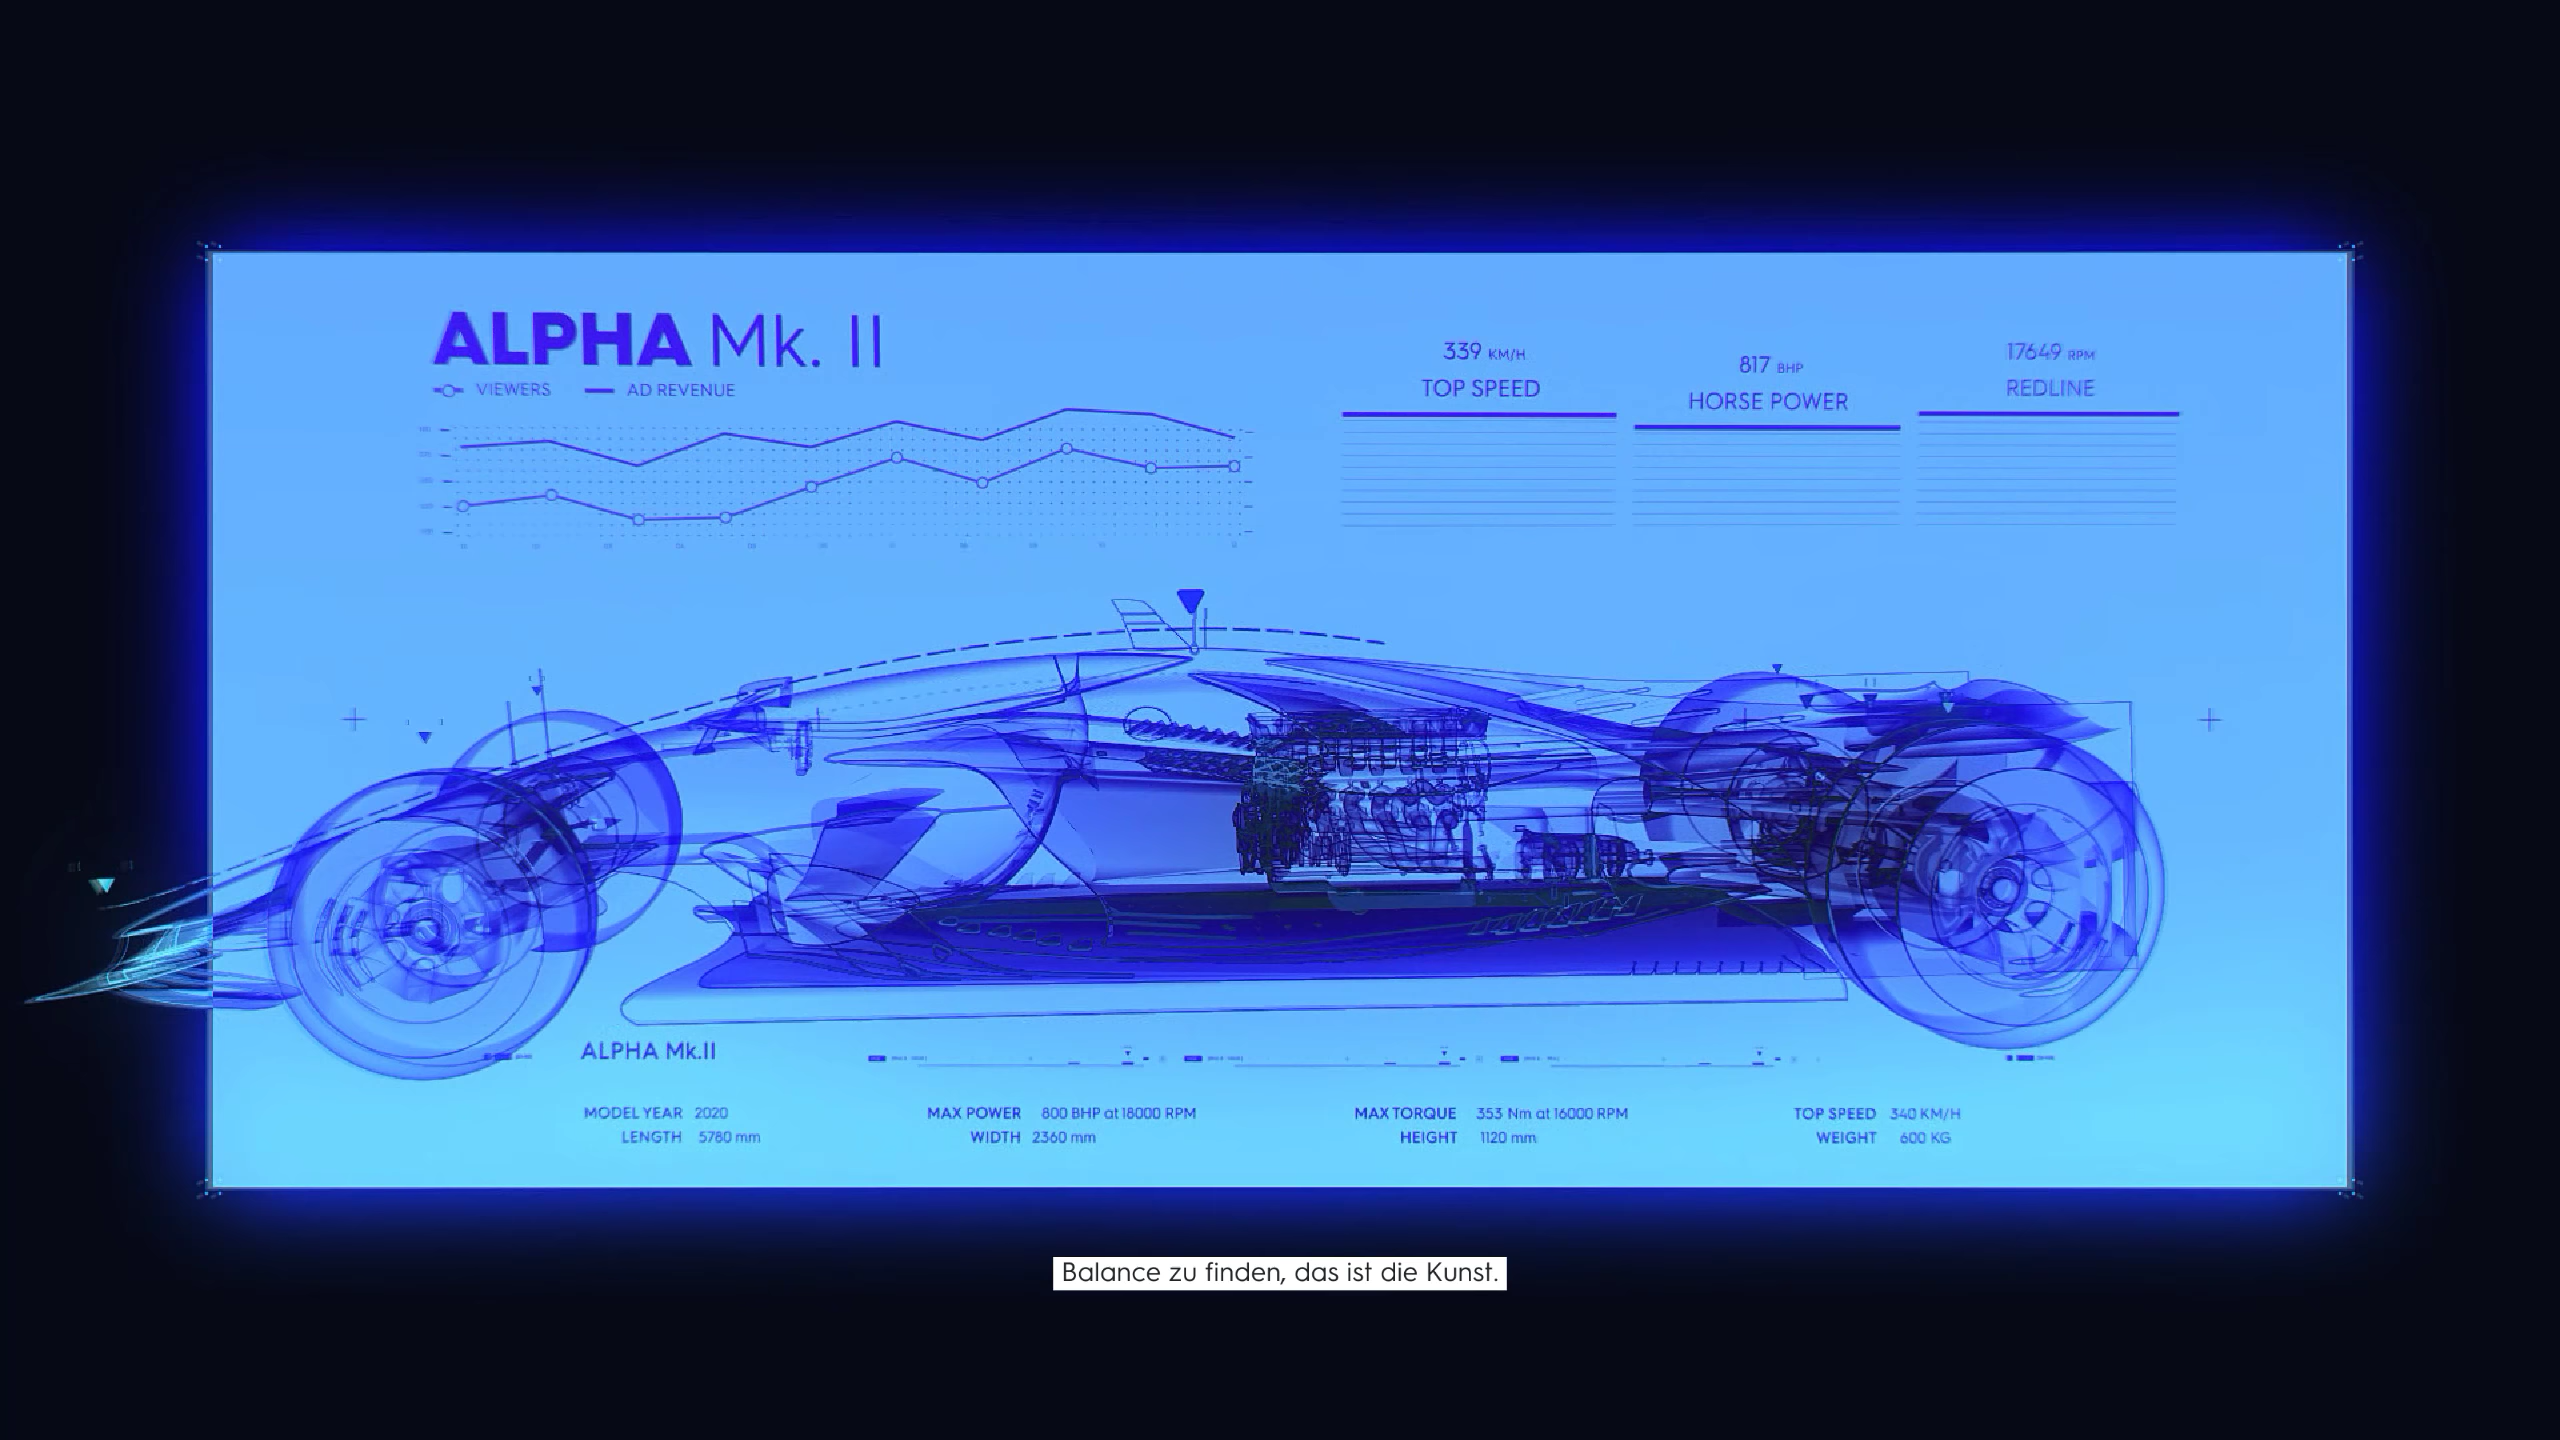 ALPHA Mk. II
VIEWERS AD REVENUE
339 KM/H
TOP SPEED
817 BHP
HORSE POWER
17649 RPM
REDLINE
ALPHA Mk.II
MODEL YEAR 2020
LENGTH 5780 mm
MAX POWER 800 BHP at 18000 RPM
WIDTH 2360 mm
MAX TORQUE 353 Nm at 16000 RPM
HEIGHT 1120 mm
TOP SPEED 340 KM/H
WEIGHT 600 KG
Balance zu finden, das ist die Kunst.